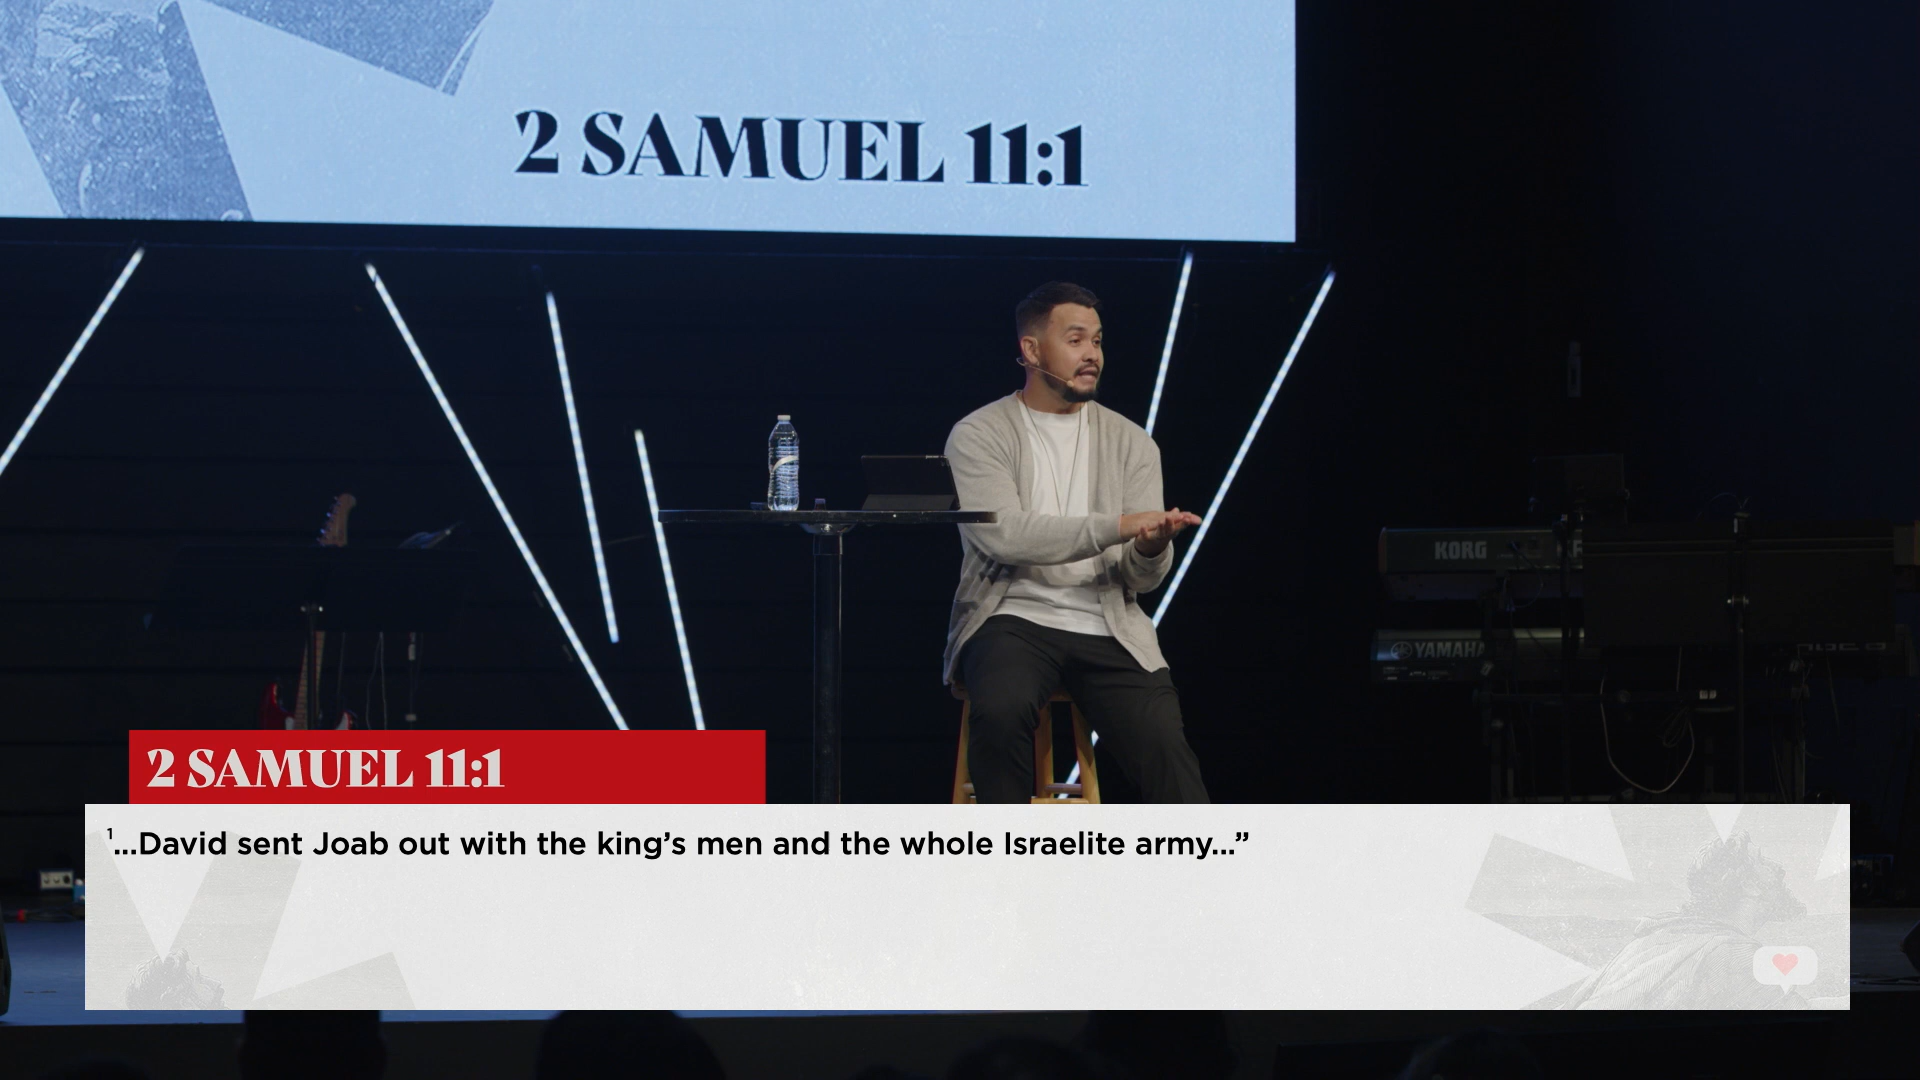 2 SAMUEL 11:1
KORG
YAMAHA
2 SAMUEL 11:1
1...David sent Joab out with the king’s men and the whole Israelite army...”